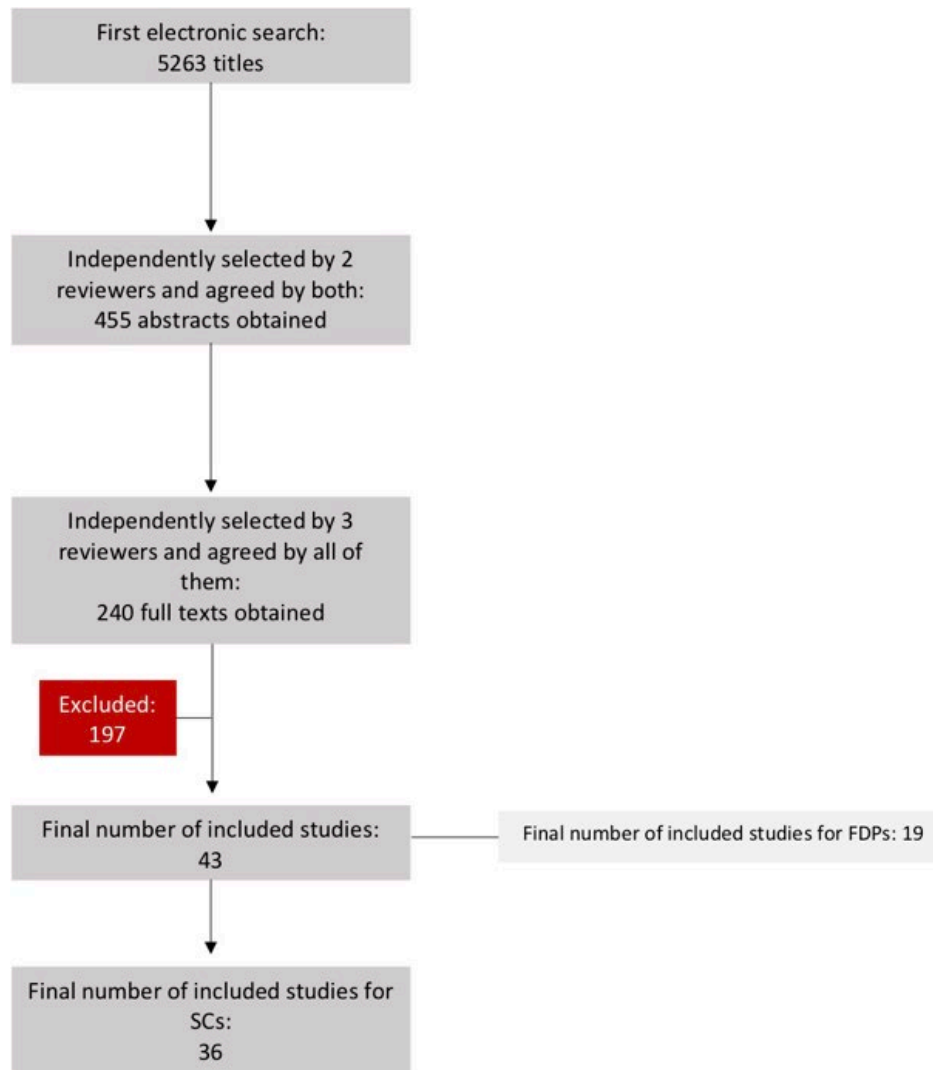 First electronic search:
5263 titles
Independently selected by 2
reviewers and agreed by both:
455 abstracts obtained
Independently selected by 3
reviewers and agreed by all of
them:
240 full texts obtained
Excluded:
197
Final number of included studies:
43
Final number of included studies for FDPs: 19
Final number of included studies for
SCs:
36